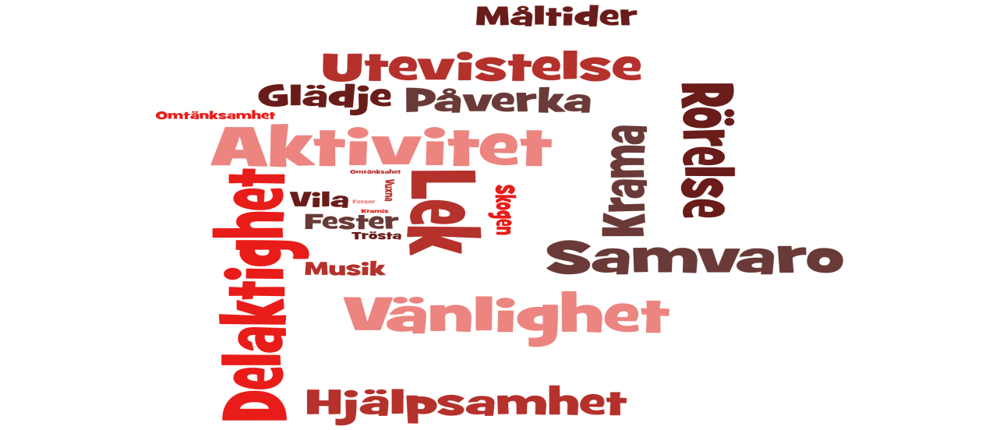 Måltider
Utevistelse
Glädje
Påverka
Rörelse
Omtänksamhet
Aktivitet
Krama
Omtänksahet
Delaktighet
Lek
Vuxna
Skogen
Vila
Fetser
Kramis
Fester
Trösta
Samvaro
Musik
Vänlighet
Hjälpsamhet